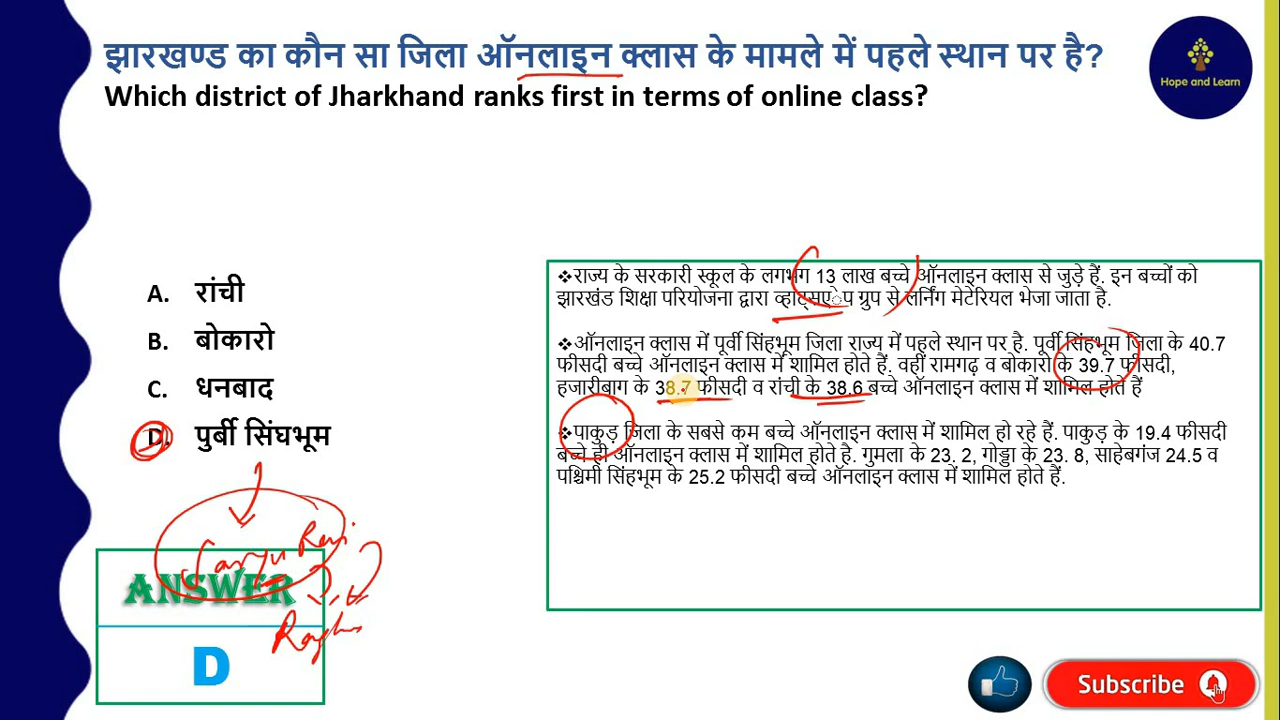 झारखण्ड का कौन सा जिला ऑनलाइन क्लास के मामले में पहले स्थान पर है?
Which district of Jharkhand ranks first in terms of online class?
Hope and Learn
A. रांची
B. बोकारो
C. धनबाद
D. पुर्बी सिंघभूम
❖राज्य के सरकारी स्कूल के लगभग 13 लाख बच्चे ऑनलाइन क्लास से जुड़े हैं. इन बच्चों को
झारखंड शिक्षा परियोजना द्वारा व्हाट्सएेप ग्रुप से लर्निंग मेटेरियल भेजा जाता है.
❖ऑनलाइन क्लास में पूर्वी सिंहभूम जिला राज्य में पहले स्थान पर है. पूर्वी सिंहभूम जिला के 40.7
फीसदी बच्चे ऑनलाइन क्लास में शामिल होते हैं. वहीं रामगढ़ व बोकारो के 39.7 फीसदी,
हजारीबाग के 38.7 फीसदी व रांची के 38.6 बच्चे ऑनलाइन क्लास में शामिल होते हैं
❖पाकुड़ जिला के सबसे कम बच्चे ऑनलाइन क्लास में शामिल हो रहे हैं. पाकुड़ के 19.4 फीसदी
बच्चे ही ऑनलाइन क्लास में शामिल होते है. गुमला के 23. 2, गोड्डा के 23. 8, साहेबगंज 24.5 व
पश्चिमी सिंहभूम के 25.2 फीसदी बच्चे ऑनलाइन क्लास में शामिल होते हैं.
Saryu
ANSWER
D
Subscribe